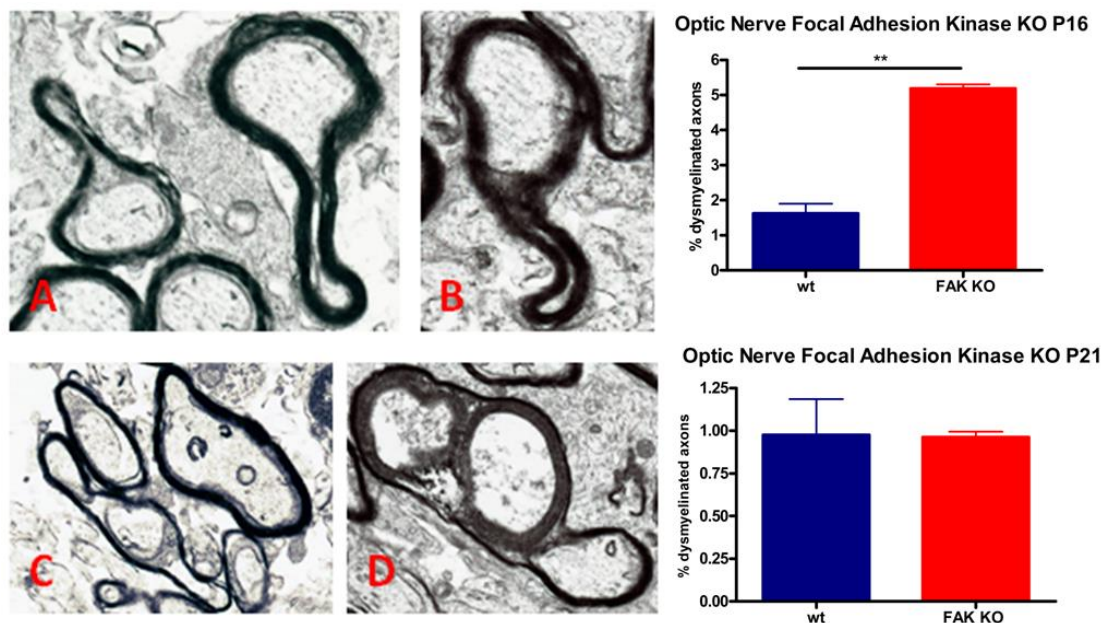 A
B
C
D
Optic Nerve Focal Adhesion Kinase KO P16
% dysmyelinated axons
6
5
4
3
2
1
0
**
wt
FAK KO
Optic Nerve Focal Adhesion Kinase KO P21
% dysmyelinated axons
1.25
1.00
0.75
0.50
0.25
0.00
wt
FAK KO